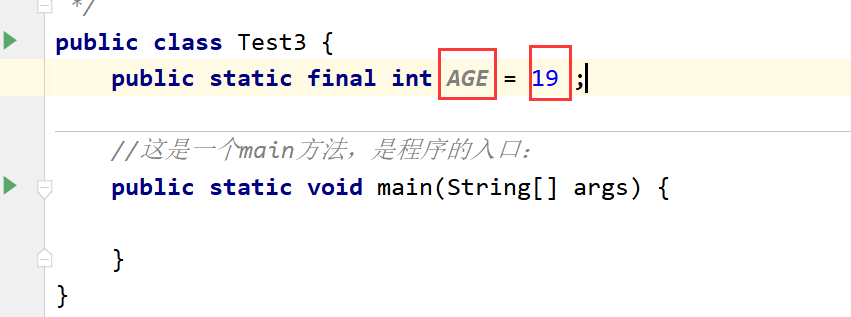 */
public class Test3 {
public static final int AGE = 19 ;
//这是一个main方法，是程序的入口：
public static void main(String[] args) {
}
}